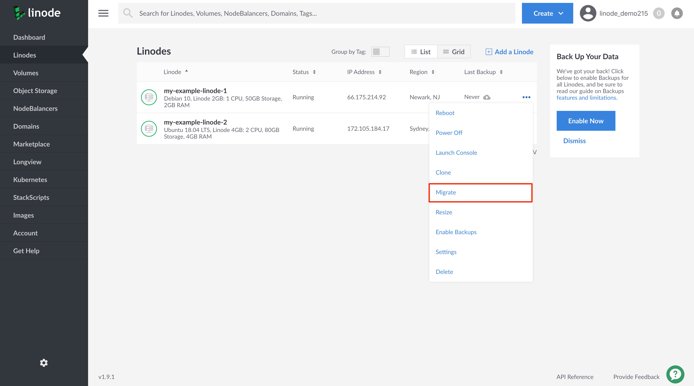 linode
Search for Linodes, Volumes, NodeBalancers, Domains, Tags...
Create
linode_demo215
0
Dashboard
Linodes
Volumes
Object Storage
NodeBalancers
Domains
Marketplace
Longview
Kubernetes
StackScripts
Images
Account
Get Help
Linodes
Group by Tag:
List
Grid
Add a Linode
Linode
Status
IP Address
Region
Last Backup
my-example-linode-1
Debian 10, Linode 2GB: 1 CPU, 50GB Storage,
2GB RAM
Running
66.175.214.92
Newark, NJ
Never
my-example-linode-2
Ubuntu 18.04 LTS, Linode 4GB: 2 CPU, 80GB
Storage, 4GB RAM
Running
172.105.184.17
Sydney,
V
Reboot
Power Off
Launch Console
Clone
Migrate
Resize
Enable Backups
Settings
Delete
Back Up Your Data
We've got your back! Click
below to enable Backups for
all Linodes, and be sure to
read our guide on Backups
features and limitations.
Enable Now
Dismiss
v1.9.1
API Reference
Provide Feedback
?